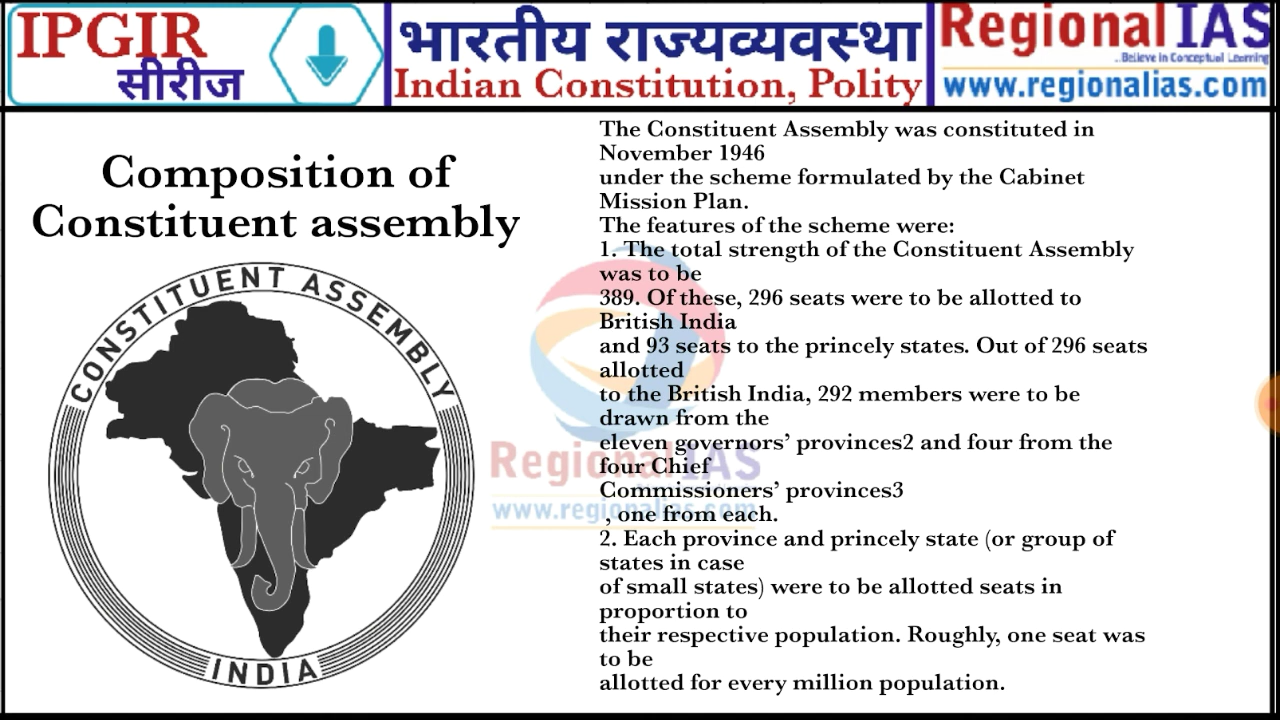 IPGIR
सीरीज
भारतीय राज्यव्यवस्था
Indian Constitution, Polity
Regional IAS
..Believe in Conceptual Learning
www.regionalias.com
Composition of
Constituent assembly
CONSTITUENT ASSEMBLY
INDIA
The Constituent Assembly was constituted in
November 1946
under the scheme formulated by the Cabinet
Mission Plan.
The features of the scheme were:
1. The total strength of the Constituent Assembly
was to be
389. Of these, 296 seats were to be allotted to
British India
and 93 seats to the princely states. Out of 296 seats
allotted
to the British India, 292 members were to be
drawn from the
eleven governors’ provinces2 and four from the
four Chief
Commissioners’ provinces3
, one from each.
2. Each province and princely state (or group of
states in case
of small states) were to be allotted seats in
proportion to
their respective population. Roughly, one seat was
to be
allotted for every million population.
Regional IAS
www.regionalias.com